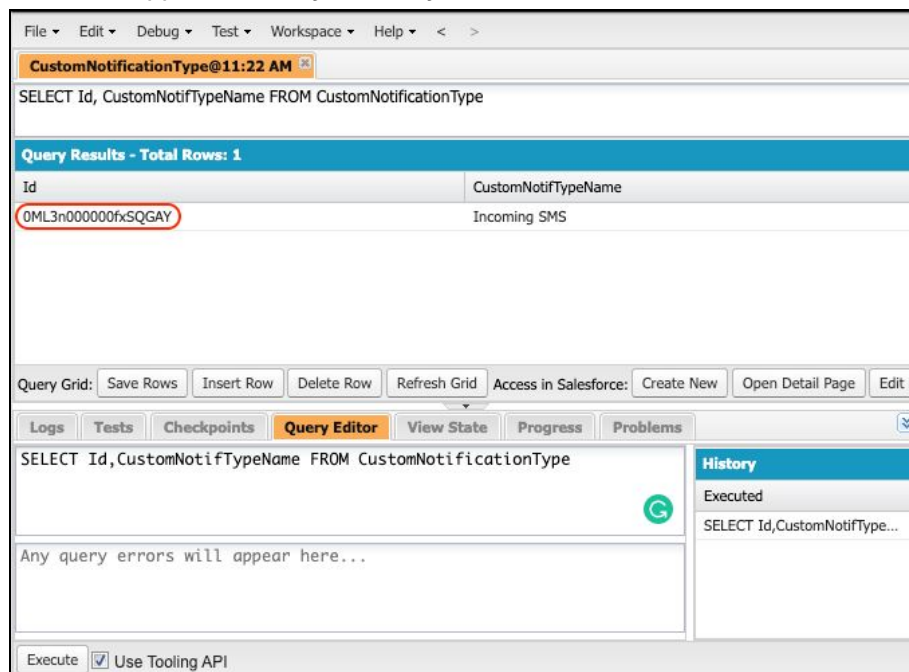 File Edit Debug Test Workspace Help < >
CustomNotificationType@11:22 AM
SELECT Id, CustomNotifTypeName FROM CustomNotificationType
Query Results - Total Rows: 1
Id CustomNotifTypeName
0ML3n000000fxSQGAY Incoming SMS
Query Grid: Save Rows Insert Row Delete Row Refresh Grid Access in Salesforce: Create New Open Detail Page Edit
Logs Tests Checkpoints Query Editor View State Progress Problems
SELECT Id,CustomNotifTypeName FROM CustomNotificationType
History
Executed
SELECT Id,CustomNotifType...
Any query errors will appear here...
Execute Use Tooling API